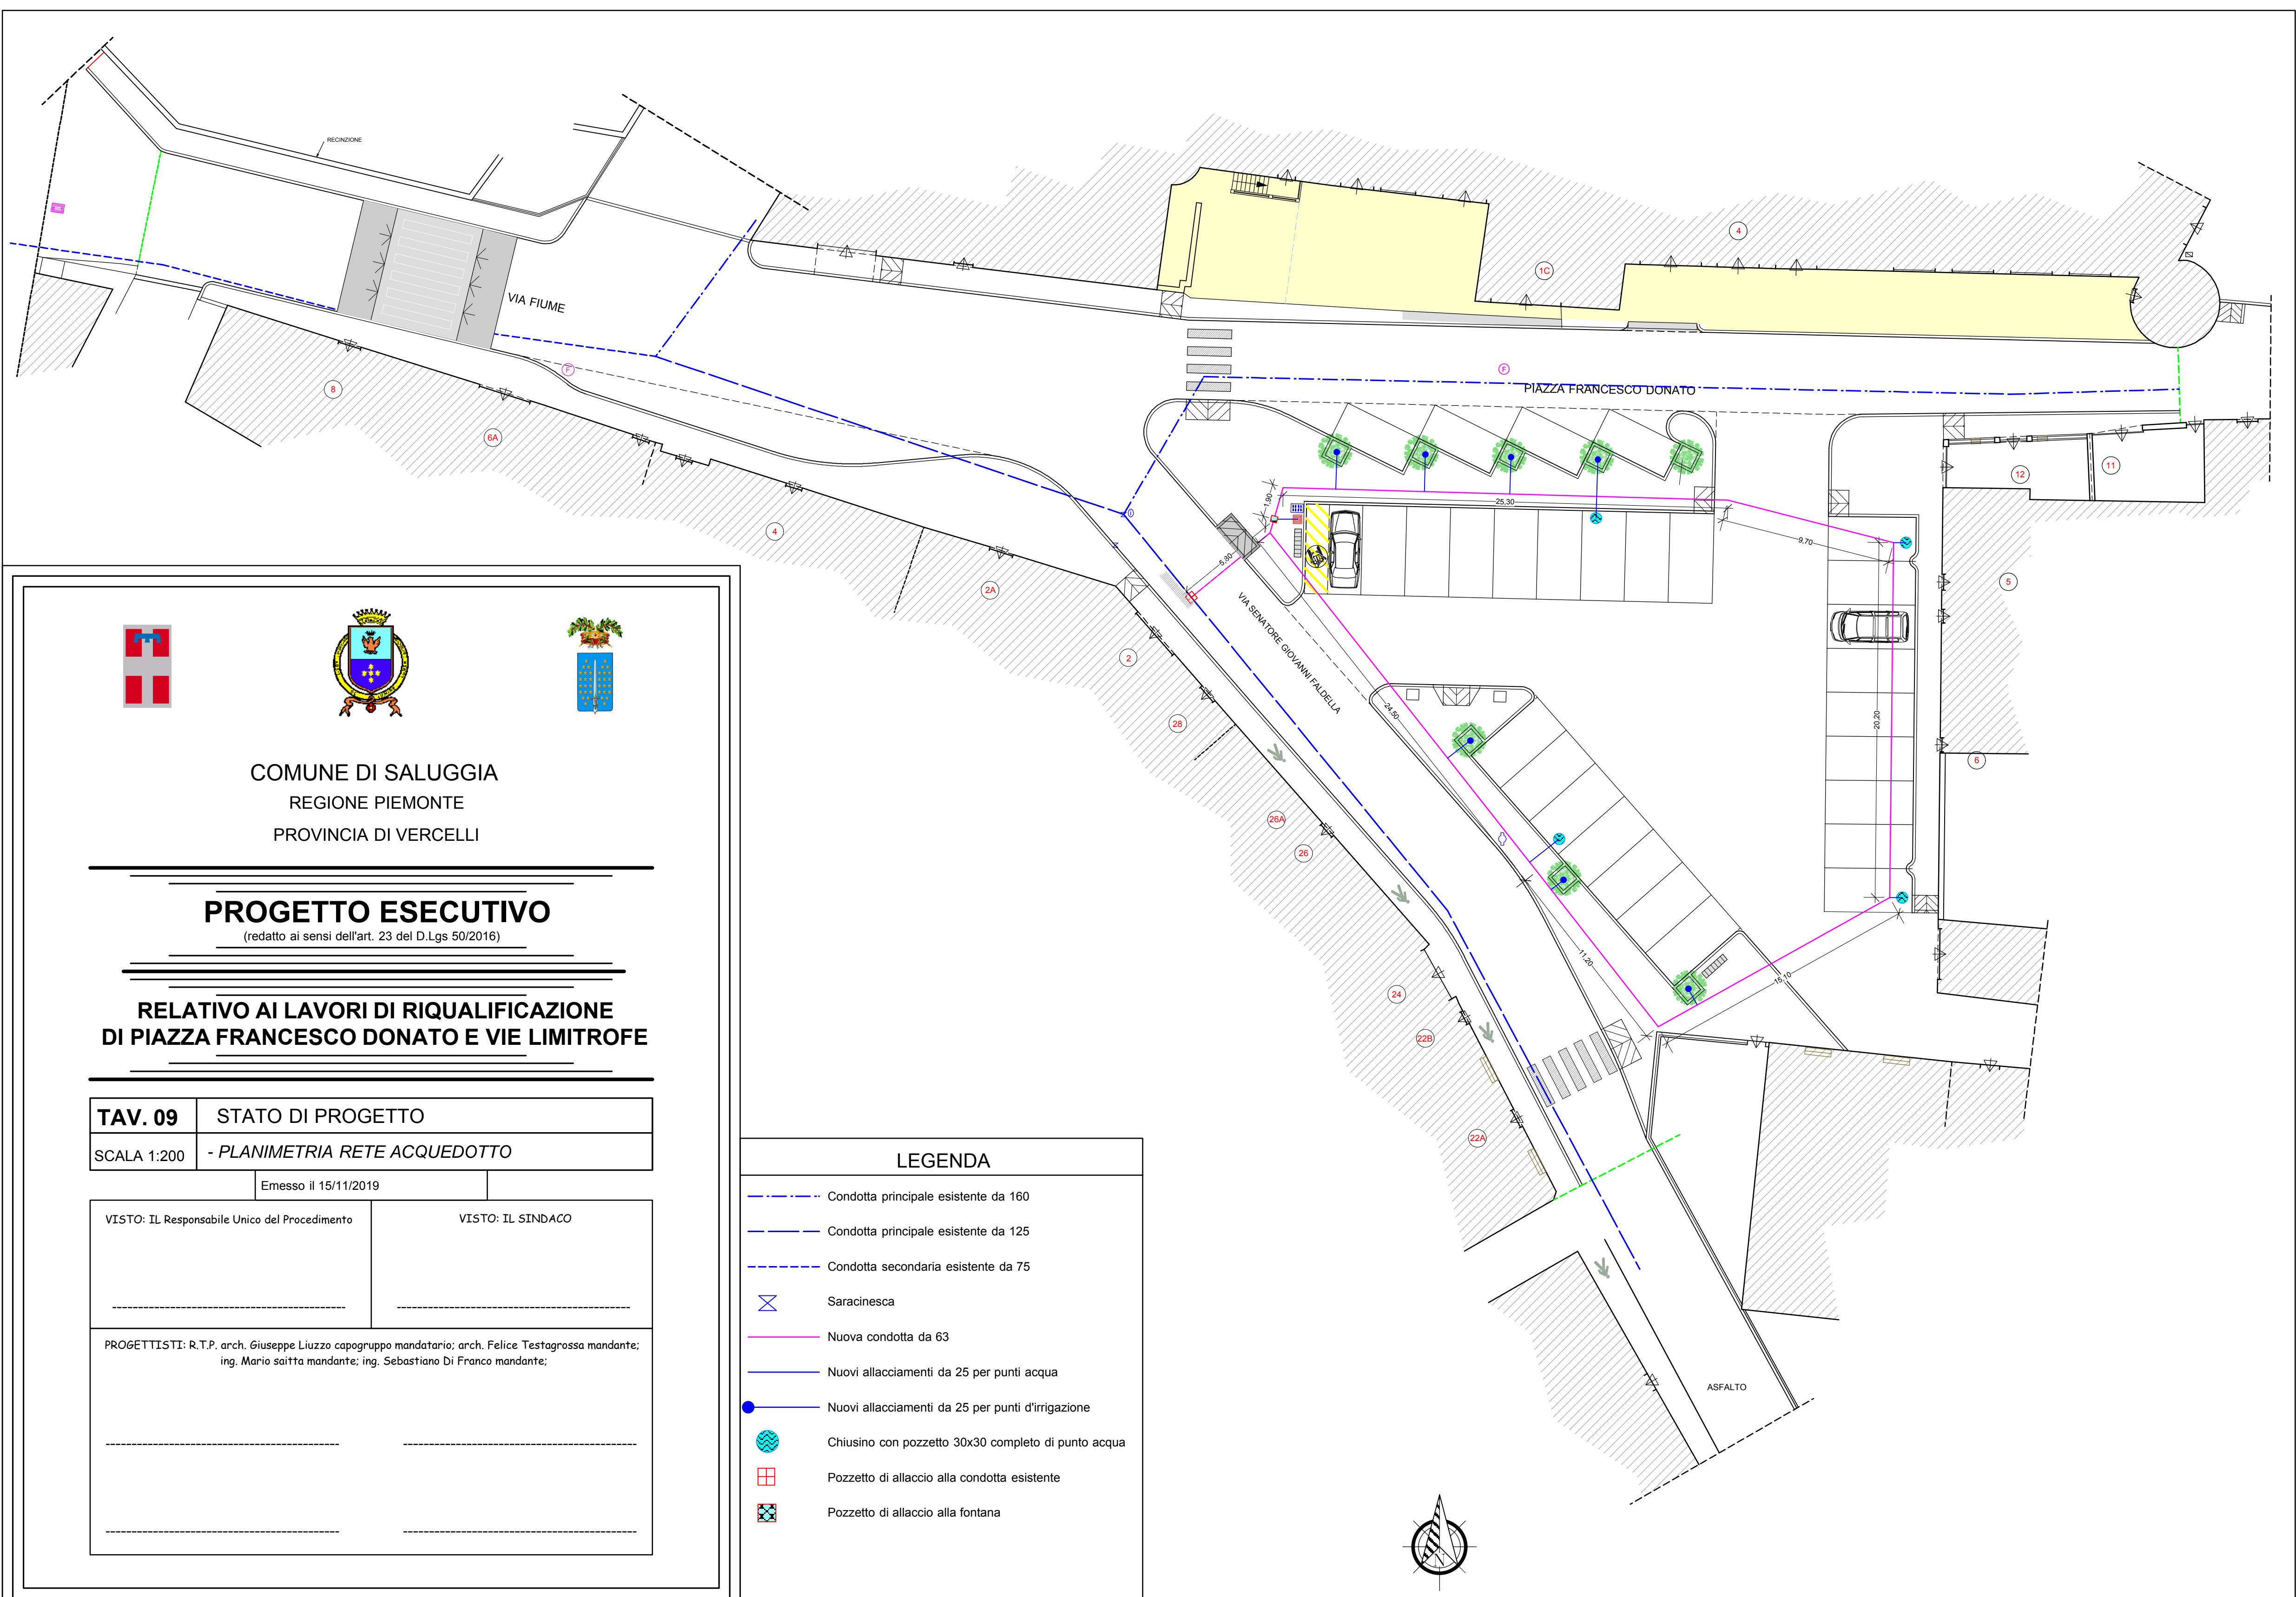 RECINZIONE
VIA FIUME
PIAZZA FRANCESCO DONATO
VIA SENATORE GIOVANNI FALDELLA
ASFALTO
F
F
1C
4
8
6A
4
2A
2
28
26A
26
24
22B
22A
12
11
5
6
1,90
25,30
9,70
5,80
24,50
20,20
11,20
15,10
N
COMUNE DI SALUGGIA
REGIONE PIEMONTE
PROVINCIA DI VERCELLI
PROGETTO ESECUTIVO
(redatto ai sensi dell'art. 23 del D.Lgs 50/2016)
RELATIVO AI LAVORI DI RIQUALIFICAZIONE
DI PIAZZA FRANCESCO DONATO E VIE LIMITROFE
TAV. 09 STATO DI PROGETTO
SCALA 1:200 - PLANIMETRIA RETE ACQUEDOTTO
Emesso il 15/11/2019
VISTO: IL Responsabile Unico del Procedimento
VISTO: IL SINDACO
PROGETTISTI: R.T.P. arch. Giuseppe Liuzzo capogruppo mandatario; arch. Felice Testagrossa mandante;
ing. Mario saitta mandante; ing. Sebastiano Di Franco mandante;
LEGENDA
Condotta principale esistente da 160
Condotta principale esistente da 125
Condotta secondaria esistente da 75
Saracinesca
Nuova condotta da 63
Nuovi allacciamenti da 25 per punti acqua
Nuovi allacciamenti da 25 per punti d'irrigazione
Chiusino con pozzetto 30x30 completo di punto acqua
Pozzetto di allaccio alla condotta esistente
Pozzetto di allaccio alla fontana